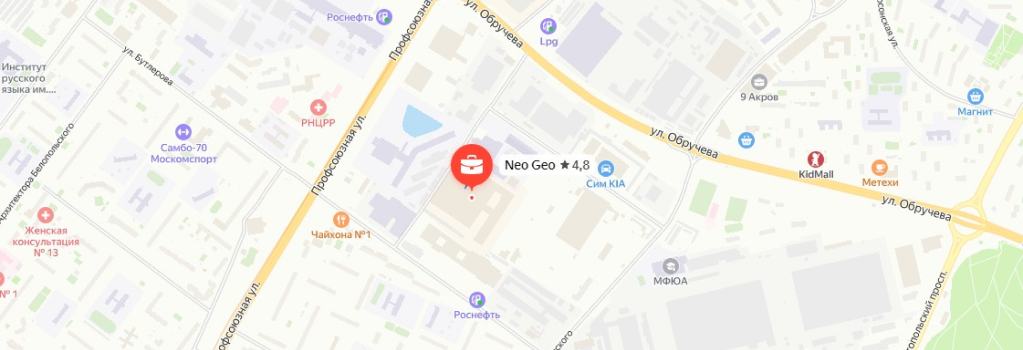 Роснефть
ул. Обручева
Lpg
Профсоюзная
ул. Бутлерова
Институт
русского
языка им....
РНЦРР
Самбо-70
Москомспорт
9 Акров
Магнит
ул. Обручева
KidMall
Метехи
Neo Geo ★ 4,8
Сим KIA
Профсоюзная ул.
Архитектора Белопольского
ул. Обручева
Женская
консультация
№ 13
Чайхона №1
МФЮА
№ 1
Роснефть